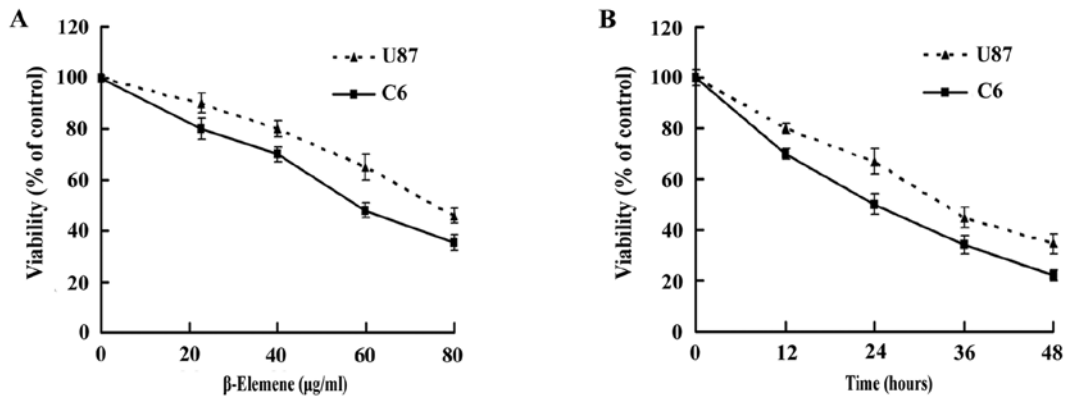 A
B
120
100
80
60
40
20
0
Viability (% of control)
U87
C6
0 20 40 60 80
β-Elemene (µg/ml)
120
100
80
60
40
20
0
Viability (% of control)
U87
C6
0 12 24 36 48
Time (hours)